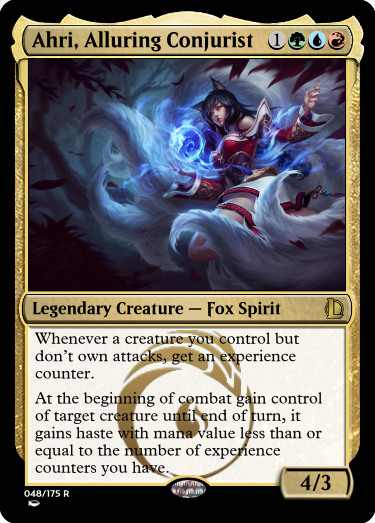 Ahri, Alluring Conjurist 1
Legendary Creature — Fox Spirit
Whenever a creature you control but
don't own attacks, get an experience
counter.
At the beginning of combat gain control
of target creature until end of turn, it
gains haste with mana value less than or
equal to the number of experience
counters you have.
4/3
048/175 R